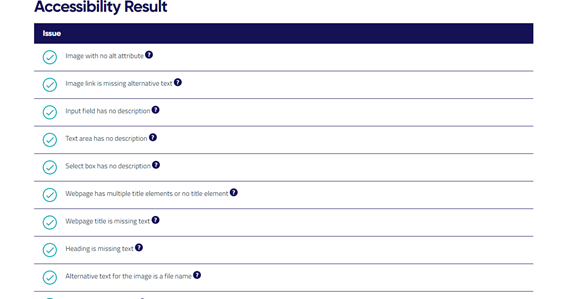 Accessibility Result
Issue
Image with no alt attribute ?
Image link is missing alternative text ?
Input field has no description ?
Text area has no description ?
Select box has no description ?
Webpage has multiple title elements or no title element ?
Webpage title is missing text ?
Heading is missing text ?
Alternative text for the image is a file name ?